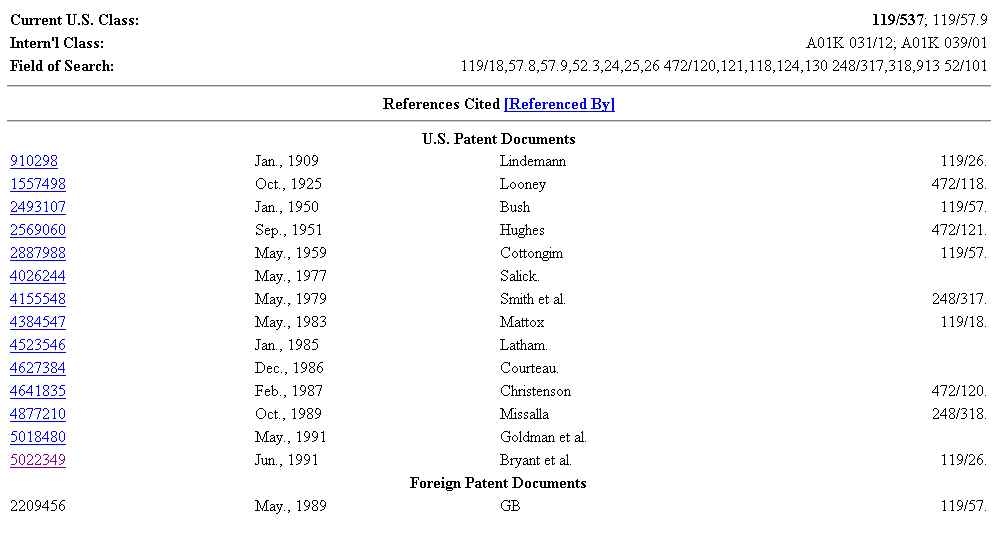 Current U.S. Class: 119/537; 119/57.9
Intern'l Class: A01K 031/12; A01K 039/01
Field of Search: 119/18,57.8,57.9,52.3,24,25,26 472/120,121,118,124,130 248/317,318,913 52/101
References Cited [Referenced By]
U.S. Patent Documents
910298 Jan., 1909 Lindemann 119/26.
1557498 Oct., 1925 Looney 472/118.
2493107 Jan., 1950 Bush 119/57.
2569060 Sep., 1951 Hughes 472/121.
2887988 May., 1959 Cottongim 119/57.
4026244 May., 1977 Salick.
4155548 May., 1979 Smith et al. 248/317.
4384547 May., 1983 Mattox 119/18.
4523546 Jan., 1985 Latham.
4627384 Dec., 1986 Courteau.
4641835 Feb., 1987 Christenson 472/120.
4877210 Oct., 1989 Missalla 248/318.
5018480 May., 1991 Goldman et al.
5022349 Jun., 1991 Bryant et al. 119/26.
Foreign Patent Documents
2209456 May., 1989 GB 119/57.